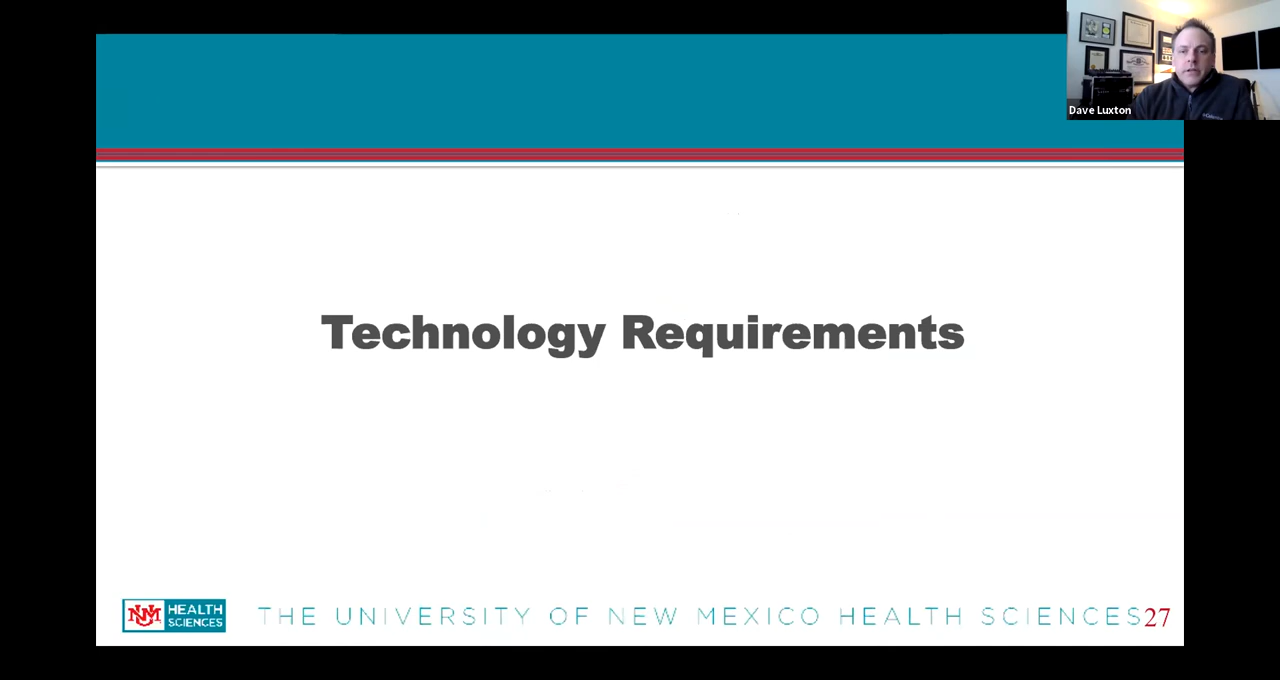 Dave Luxton
Technology Requirements
UNM HEALTH SCIENCES
THE UNIVERSITY OF NEW MEXICO HEALTH SCIENCES 27